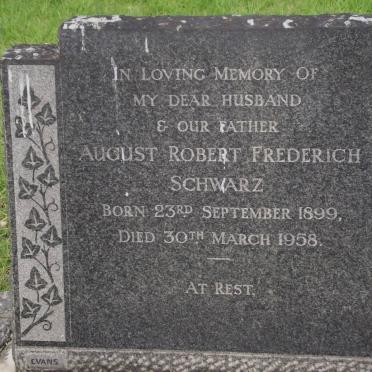 IN LOVING MEMORY OF
MY DEAR HUSBAND
& OUR FATHER
AUGUST ROBERT FREDERICH
SCHWARZ
BORN 23RD SEPTEMBER 1899,
DIED 30TH MARCH 1958.
AT REST.
EVANS